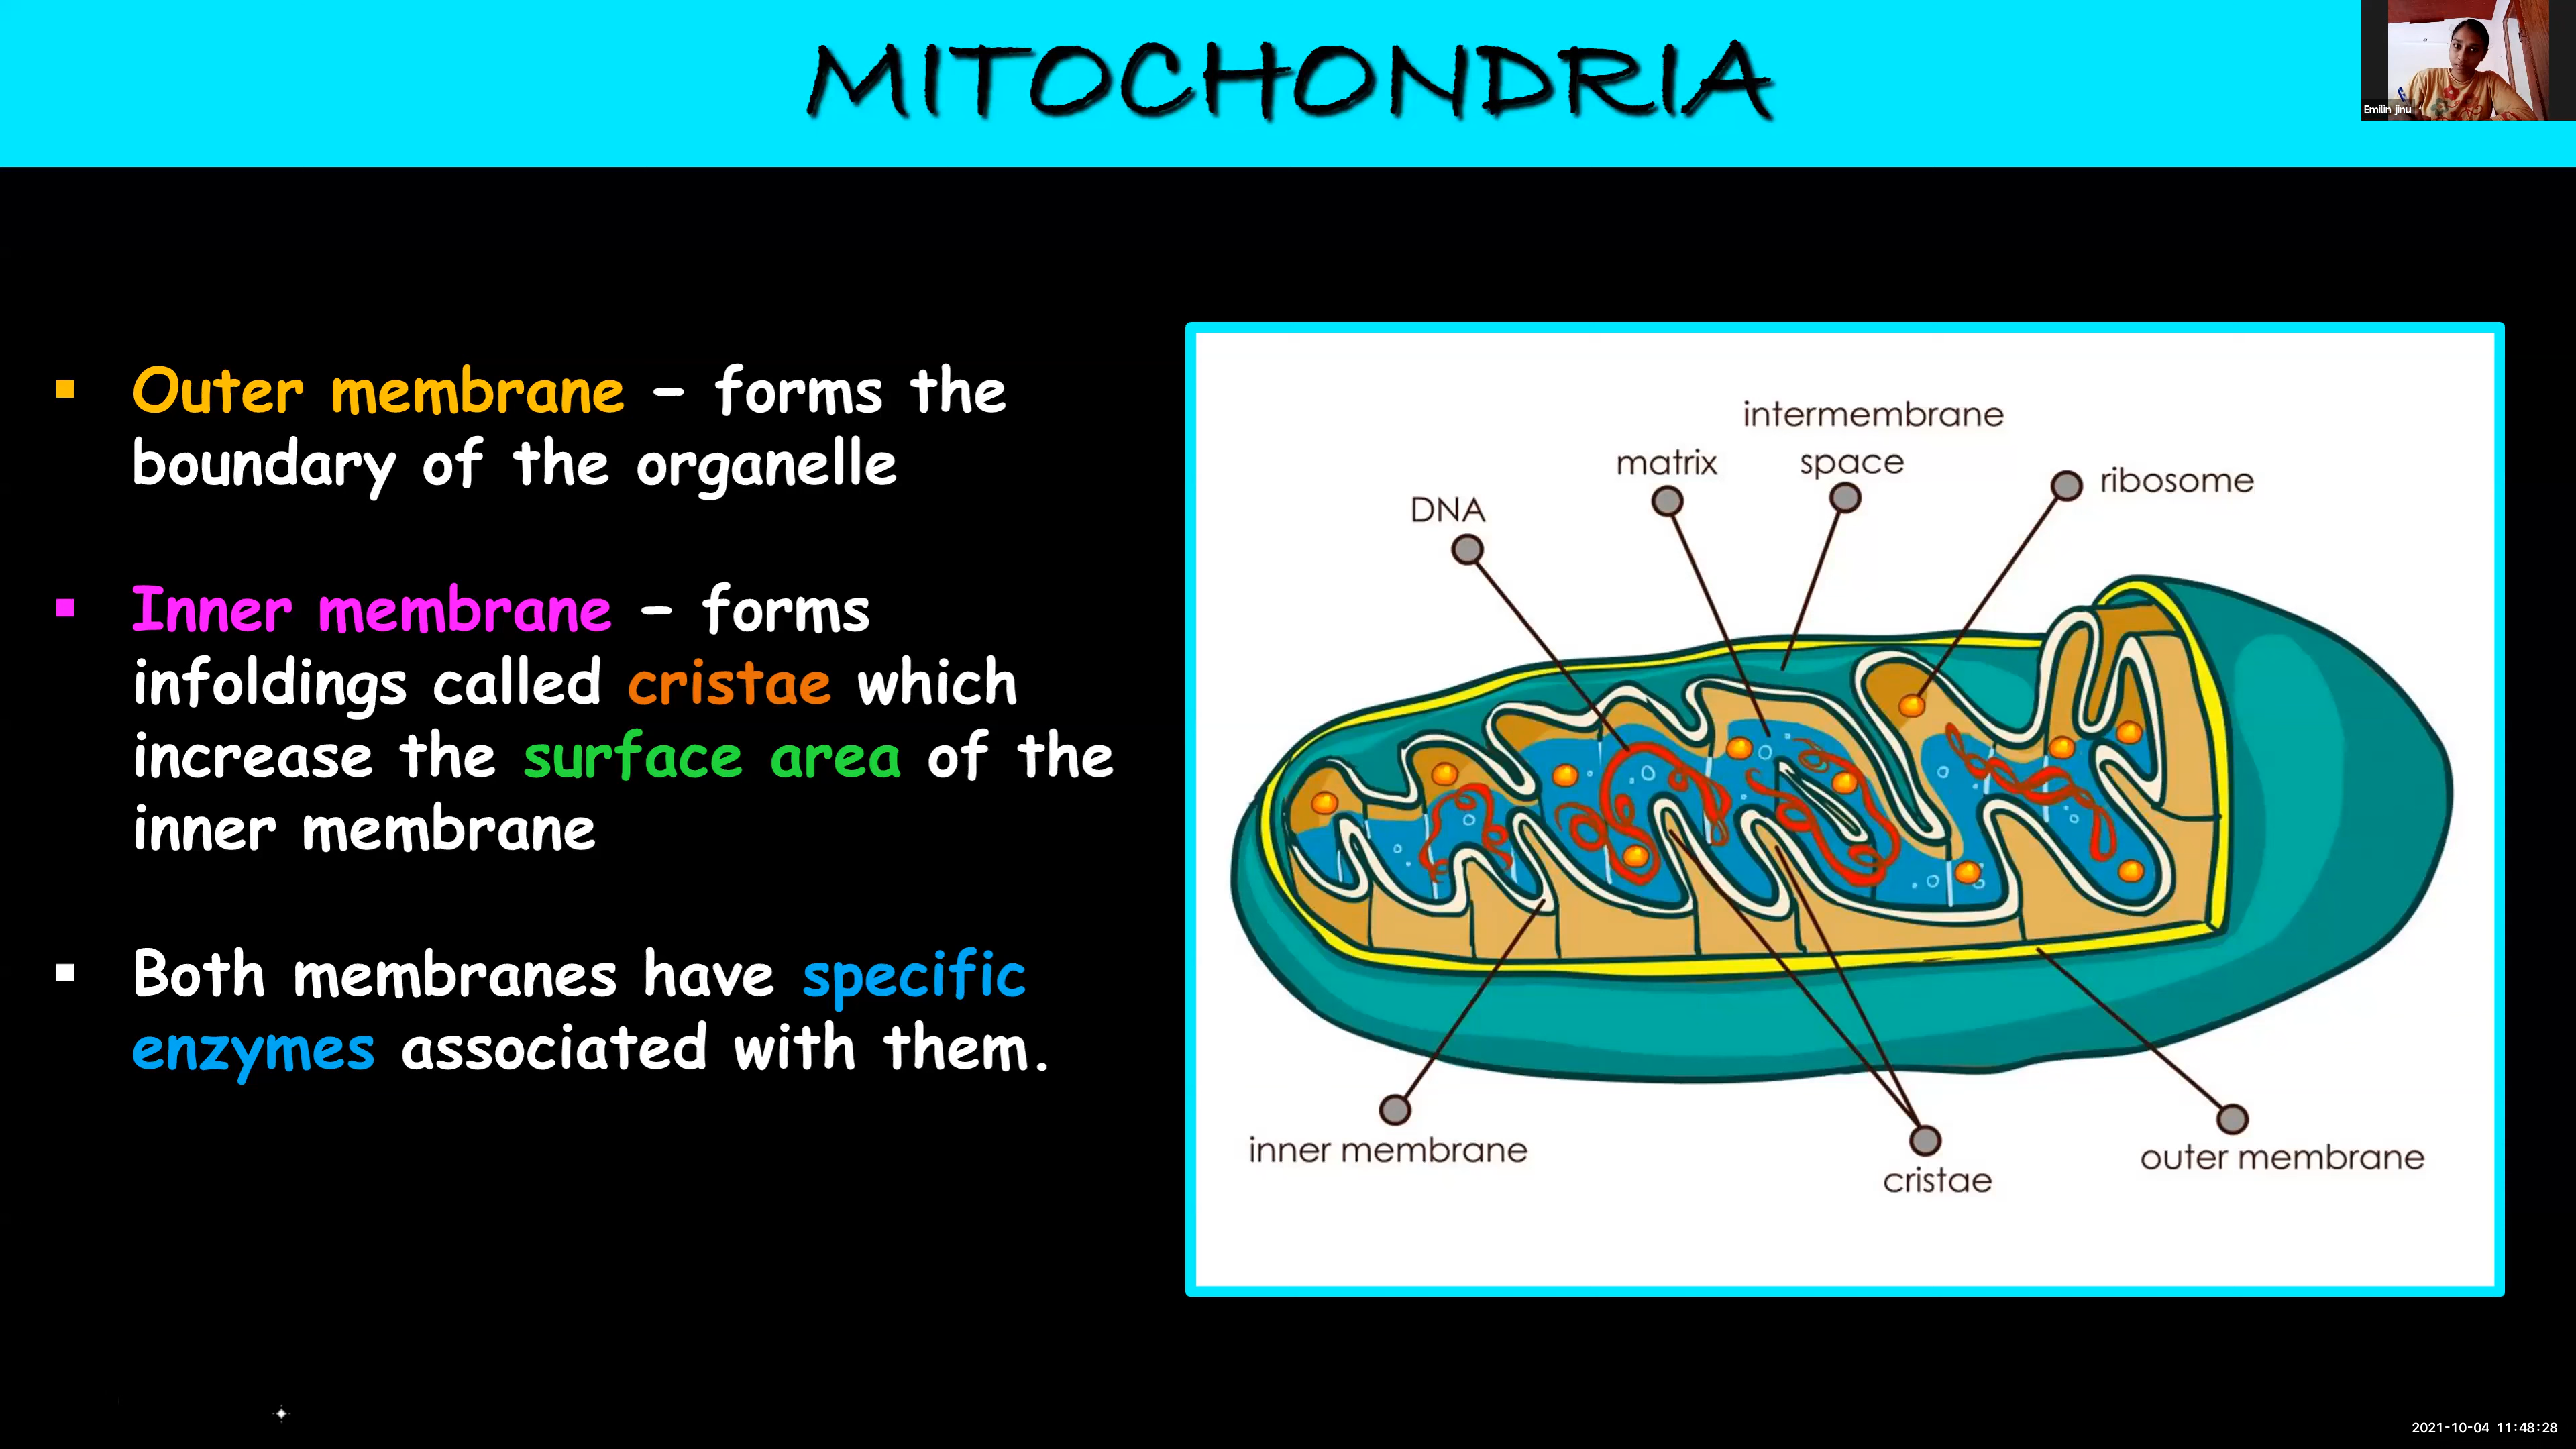 MITOCHONDRIA
Emilin jinu
▪ Outer membrane – forms the
boundary of the organelle
▪ Inner membrane – forms
infoldings called cristae which
increase the surface area of the
inner membrane
▪ Both membranes have specific
enzymes associated with them.
intermembrane
space
matrix
ribosome
DNA
inner membrane
cristae
outer membrane
2021-10-04 11:48:28